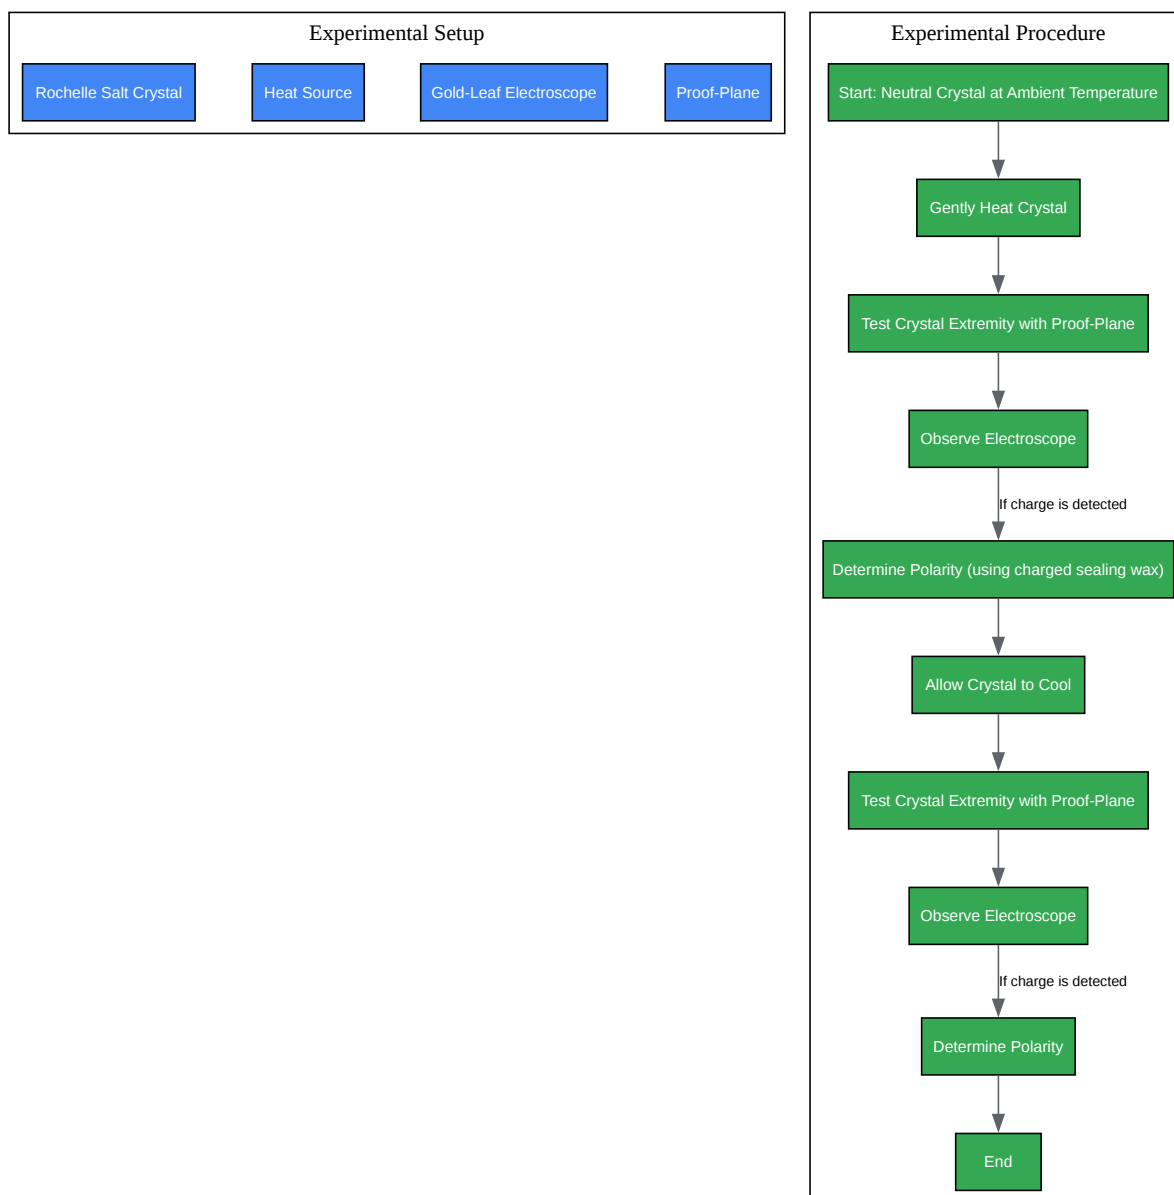 Experimental Setup
Rochelle Salt Crystal
Heat Source
Gold-Leaf Electroscope
Proof-Plane
Experimental Procedure
Start: Neutral Crystal at Ambient Temperature
Gently Heat Crystal
Test Crystal Extremity with Proof-Plane
Observe Electroscope
If charge is detected
Determine Polarity (using charged sealing wax)
Allow Crystal to Cool
Test Crystal Extremity with Proof-Plane
Observe Electroscope
If charge is detected
Determine Polarity
End